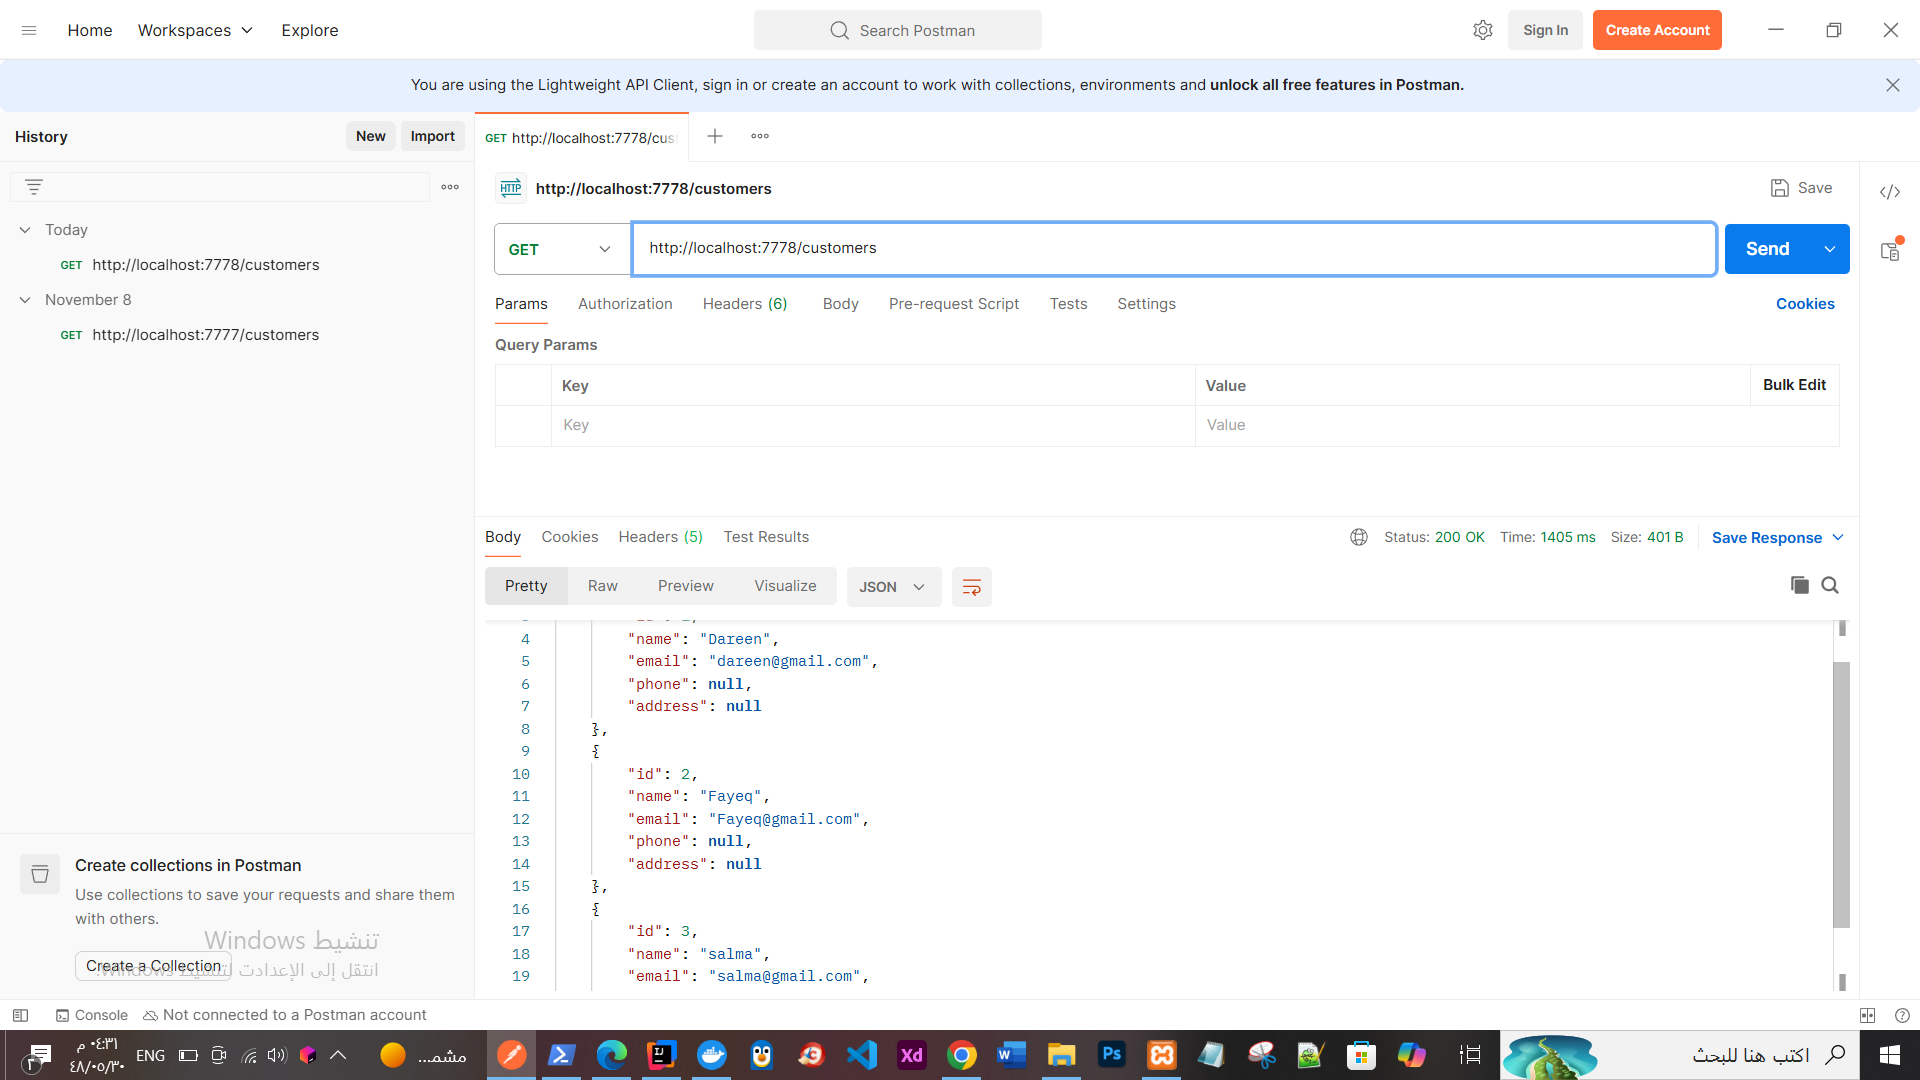 Home Workspaces Explore Search Postman Sign In Create Account
You are using the Lightweight API Client, sign in or create an account to work with collections, environments and unlock all free features in Postman.
History New Import
GET http://localhost:7778/cus
HTTP http://localhost:7778/customers Save
GET http://localhost:7778/customers Send
Today
GET http://localhost:7778/customers
November 8
GET http://localhost:7777/customers
Params Authorization Headers (6) Body Pre-request Script Tests Settings Cookies
Query Params
Key Value Bulk Edit
Key Value
Body Cookies Headers (5) Test Results Status: 200 OK Time: 1405 ms Size: 401 B Save Response
Pretty Raw Preview Visualize JSON
4 "name": "Dareen",
5 "email": "dareen@gmail.com",
6 "phone": null,
7 "address": null
8 },
9 {
10 "id": 2,
11 "name": "Fayeq",
12 "email": "Fayeq@gmail.com",
13 "phone": null,
14 "address": null
15 },
16 {
17 "id": 3,
18 "name": "salma",
19 "email": "salma@gmail.com",
Create collections in Postman
Use collections to save your requests and share them
with others.
Create a Collection
تنشيط Windows
انتقل إلى الإعدادت لتنشيط Windows.
Console Not connected to a Postman account
٠٤:٣١ م
ENG
مشمـ...
Xd
Ps
اكتب هنا للبحث